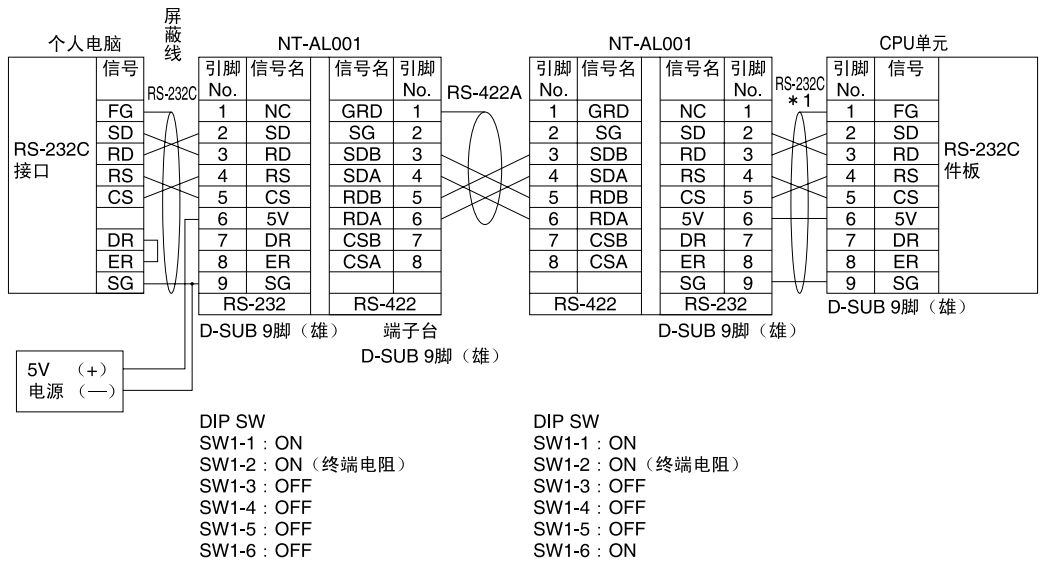 个人电脑
屏蔽线
NT-AL001
NT-AL001
CPU单元
信号
RS-232C
引脚 No. 信号名 信号名 引脚 No.
RS-422A
引脚 No. 信号名 信号名 引脚 No.
RS-232C
*1
引脚 No. 信号
FG 1 NC GRD 1 1 GRD NC 1 1 FG
SD 2 SD SG 2 2 SG SD 2 2 SD
RD 3 RD SDB 3 3 SDB RD 3 3 RD
RS-232C
接口
RS-232C
件板
RS 4 RS SDA 4 4 SDA RS 4 4 RS
CS 5 CS RDB 5 5 RDB CS 5 5 CS
6 5V RDA 6 6 RDA 5V 6 6 5V
DR 7 DR CSB 7 7 CSB DR 7 7 DR
ER 8 ER CSA 8 8 CSA ER 8 8 ER
SG 9 SG SG 9 9 SG
RS-232 RS-422 RS-422 RS-232
D-SUB 9脚（雄）
端子台
D-SUB 9脚（雄）
D-SUB 9脚（雄）
D-SUB 9脚（雄）
5V （+）
电源 （—）
DIP SW
SW1-1：ON
SW1-2：ON（终端电阻）
SW1-3：OFF
SW1-4：OFF
SW1-5：OFF
SW1-6：OFF
DIP SW
SW1-1：ON
SW1-2：ON（终端电阻）
SW1-3：OFF
SW1-4：OFF
SW1-5：OFF
SW1-6：ON